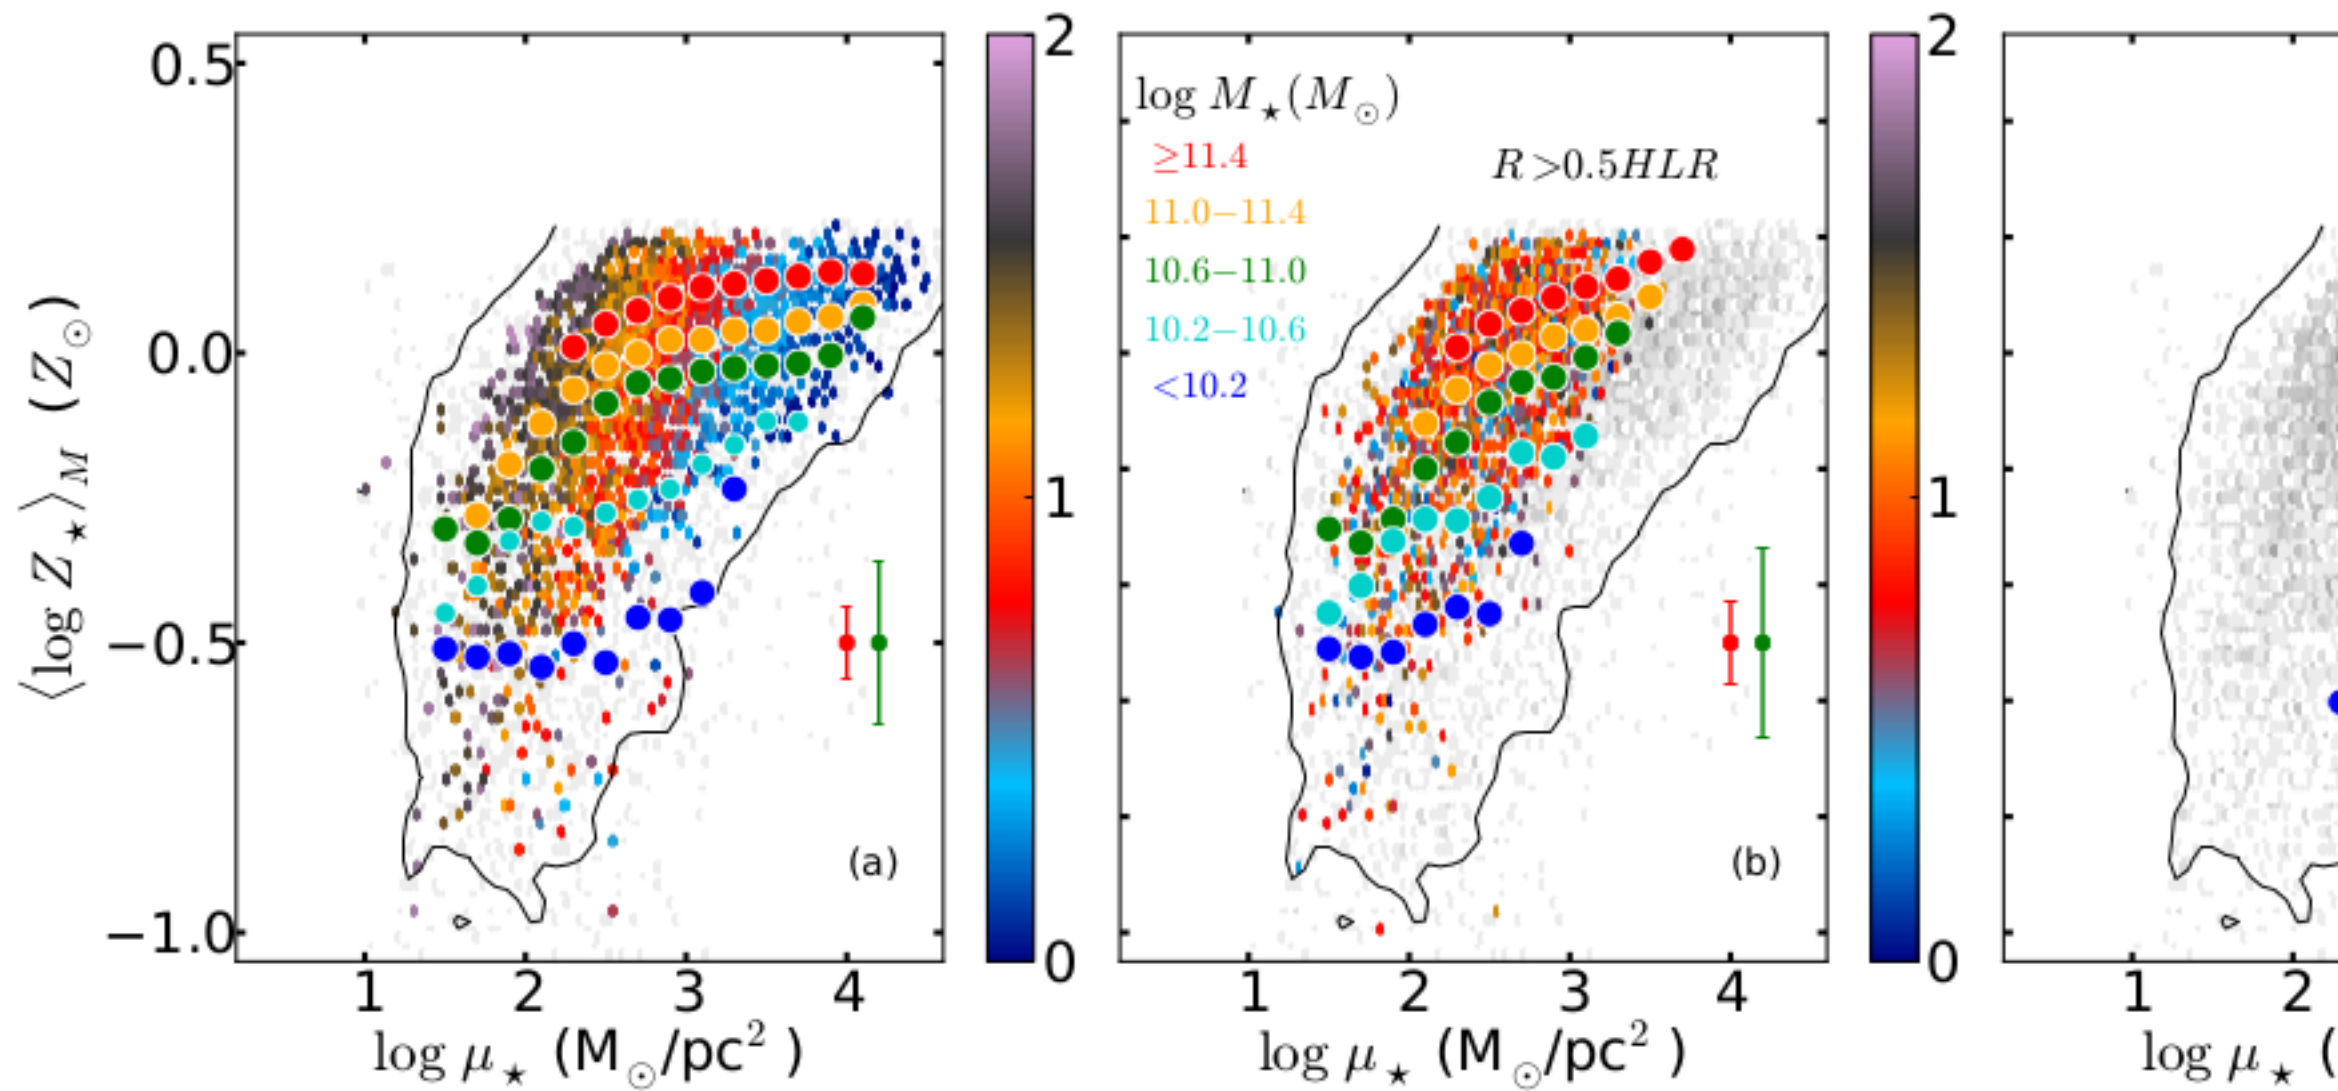 0.5
0.0
−0.5
−1.0
⟨log Z⋆⟩M (Z⊙)
1 2 3 4
log μ⋆ (M⊙/pc²)
(a)
2
1
0
log M⋆(M⊙)
≥11.4
11.0−11.4
10.6−11.0
10.2−10.6
<10.2
R>0.5HLR
(b)
1 2 3 4
log μ⋆ (M⊙/pc²)
2
1
0
1 2
log μ⋆ (